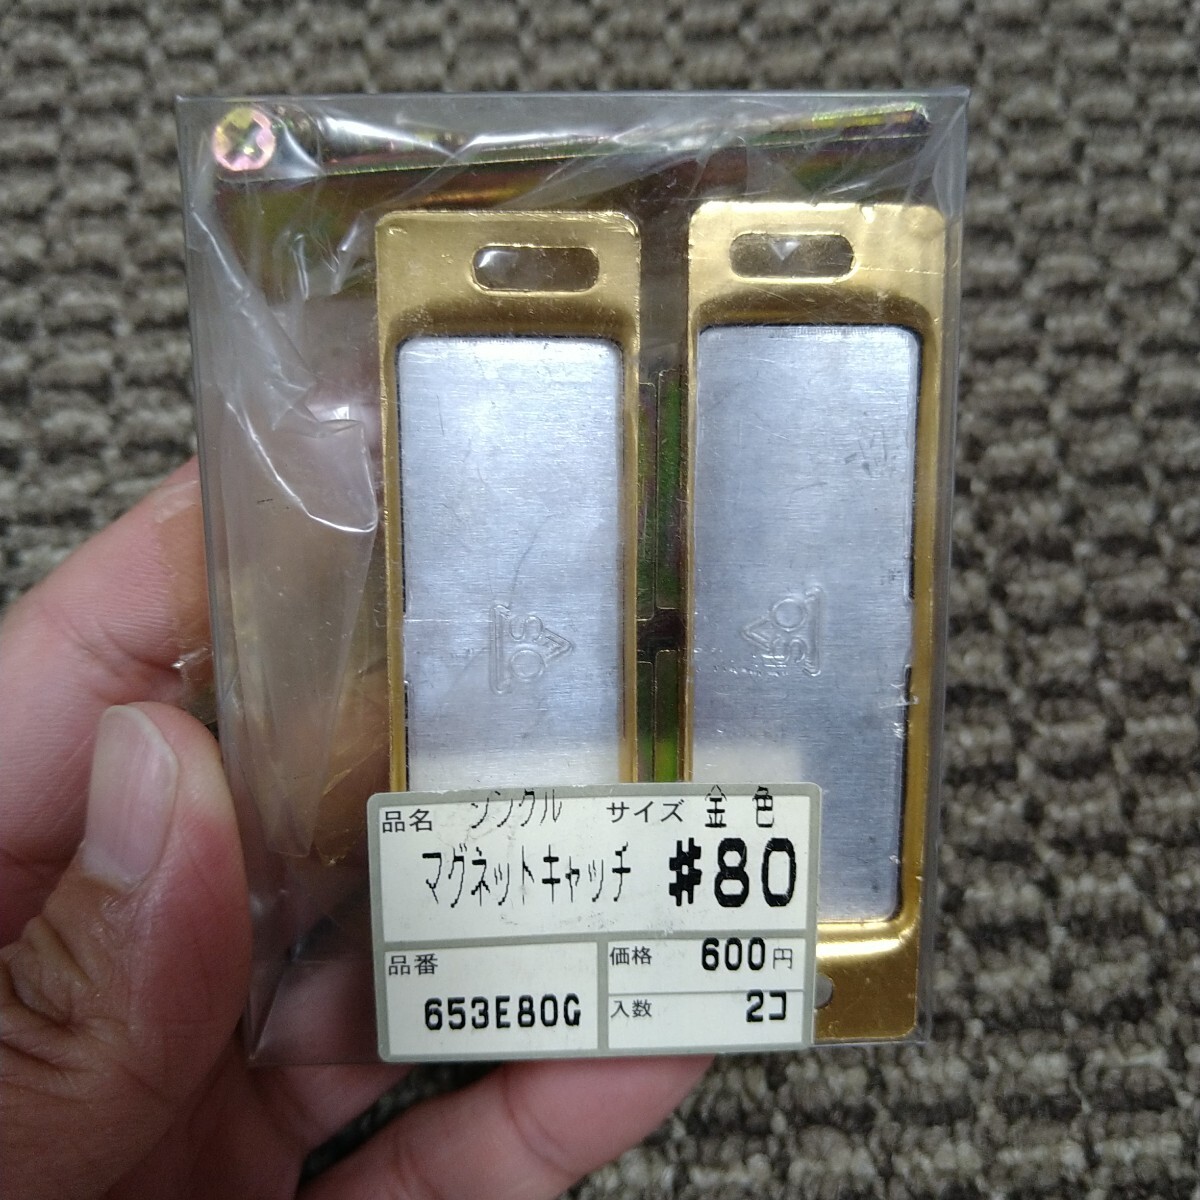 品名 シングル サイズ 金色
マグネットキャッチ #80
品番
653E80G
価格 600円
入数 2コ